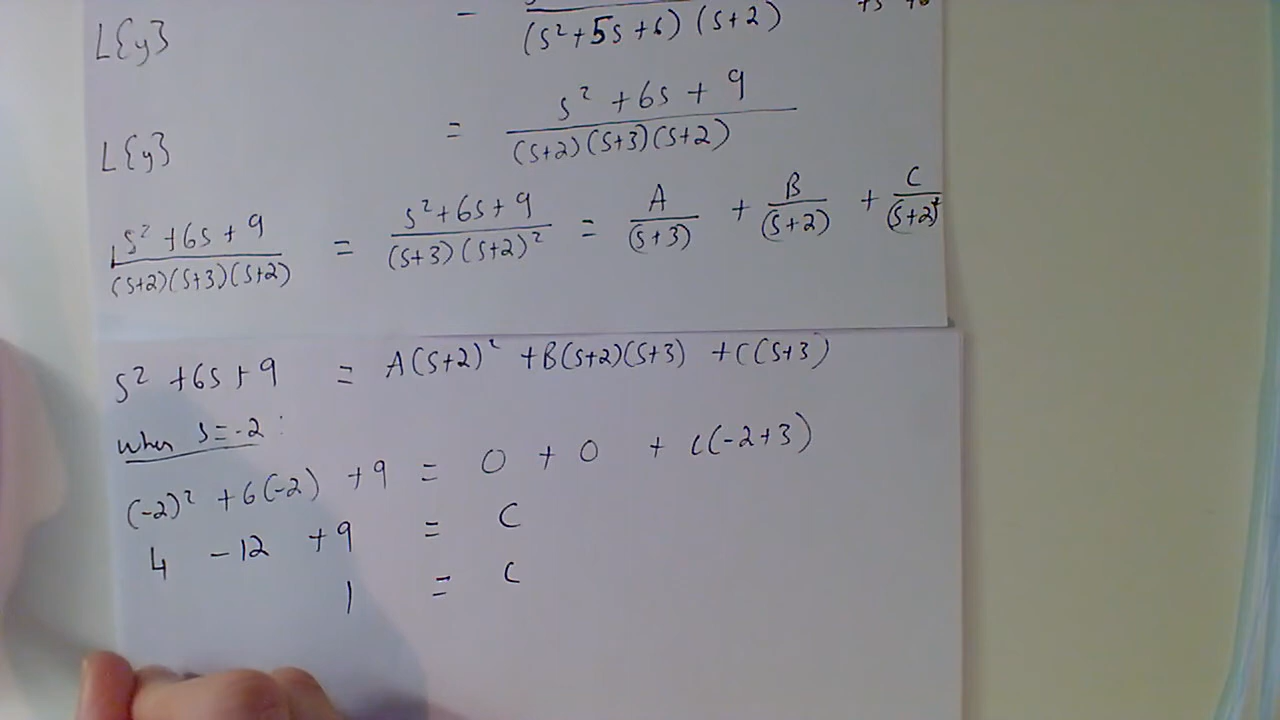 L{y} - (s²+5s+6)(s+2)
L{y} = s²+6s+9 / (s+2)(s+3)(s+2)
s²+6s+9 / (s+2)(s+3)(s+2) = s²+6s+9 / (s+3)(s+2)² = A / (s+3) + B / (s+2) + C / (s+2)²
s²+6s+9 = A(s+2)² +B(s+2)(s+3) +C(s+3)
when s=-2:
(-2)² +6(-2) +9 = 0 + 0 + C(-2+3)
4 -12 +9 = C
1 = C